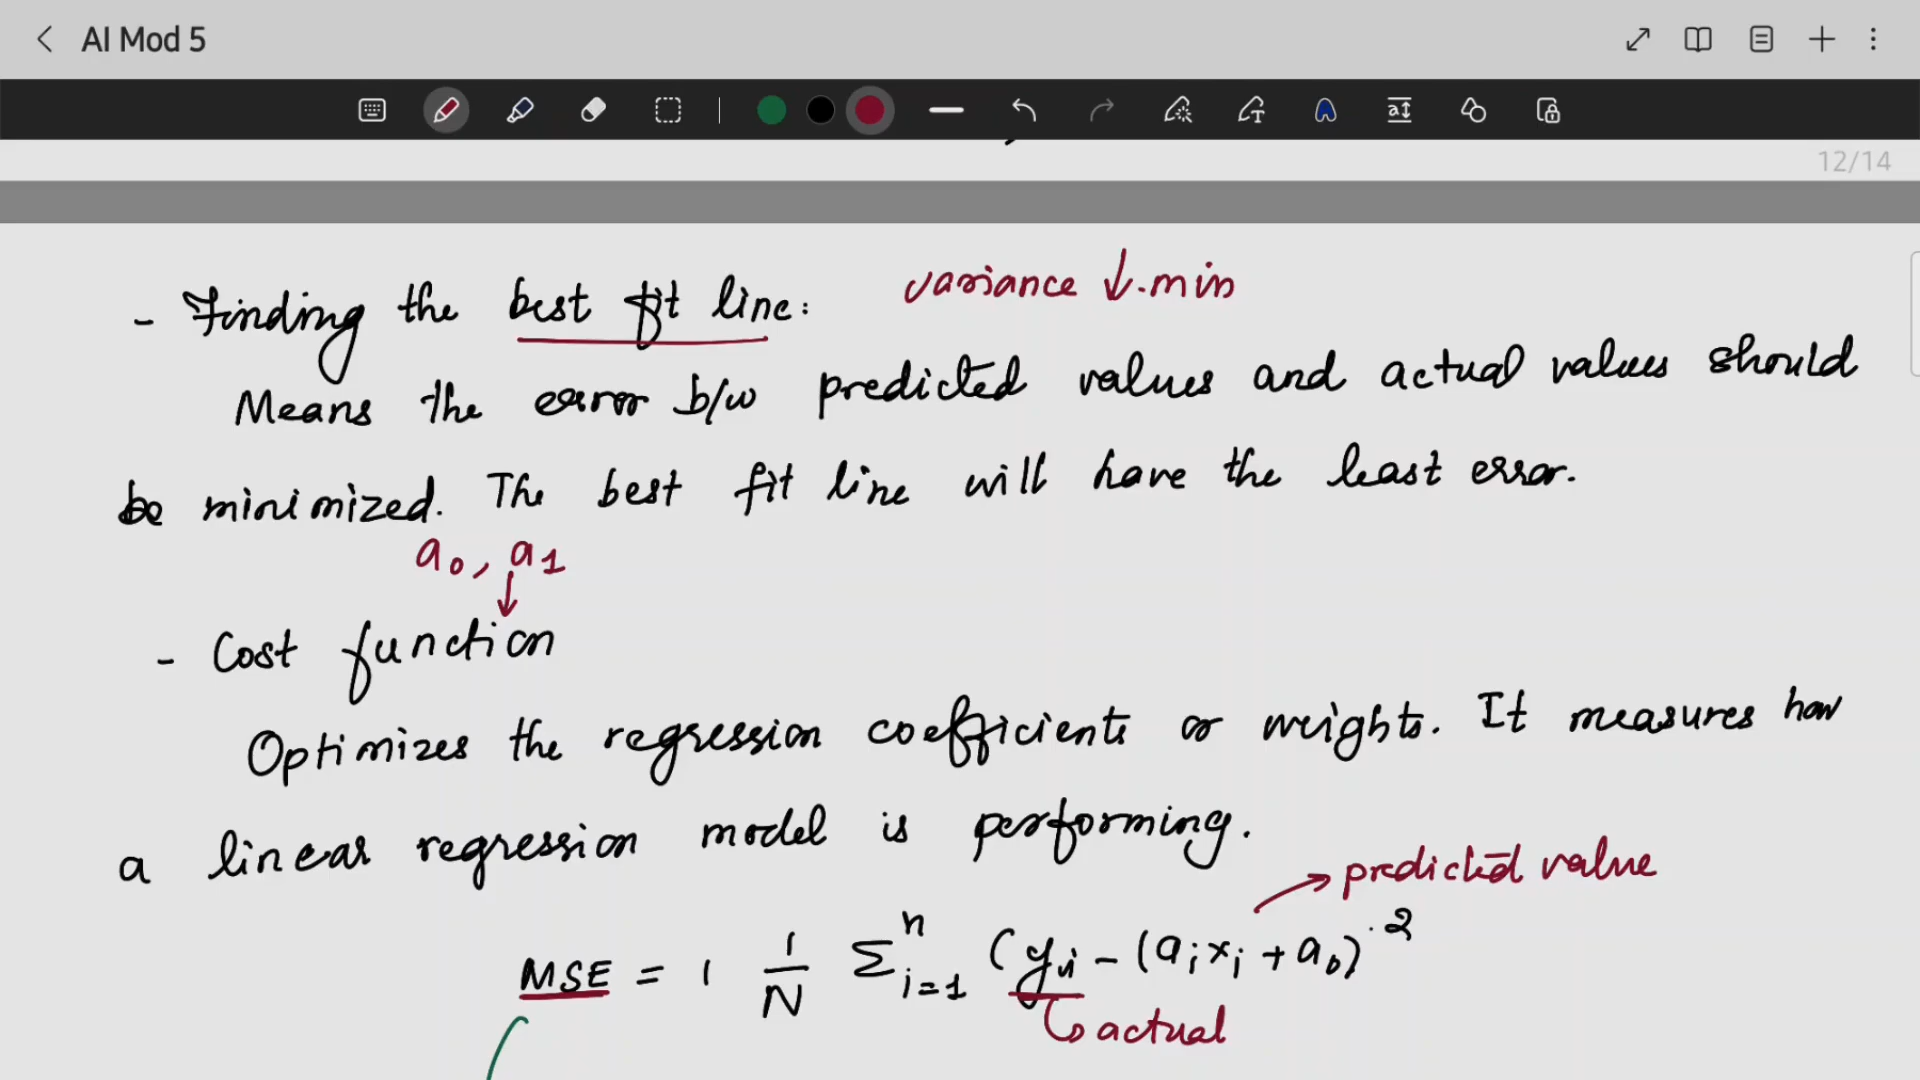 AI Mod 5
12/14
- Finding the best fit line: variance ↓.min
Means the error b/w predicted values and actual values should
be minimized. The best fit line will have the least error.
a₀, a₁
- Cost function
Optimizes the regression coefficients or weights. It measures how
a linear regression model is performing.
→ predicted value
MSE = 1 1/N Σⁿᵢ₌₁ (yᵢ - (aᵢxᵢ + a₀)²
↳ actual